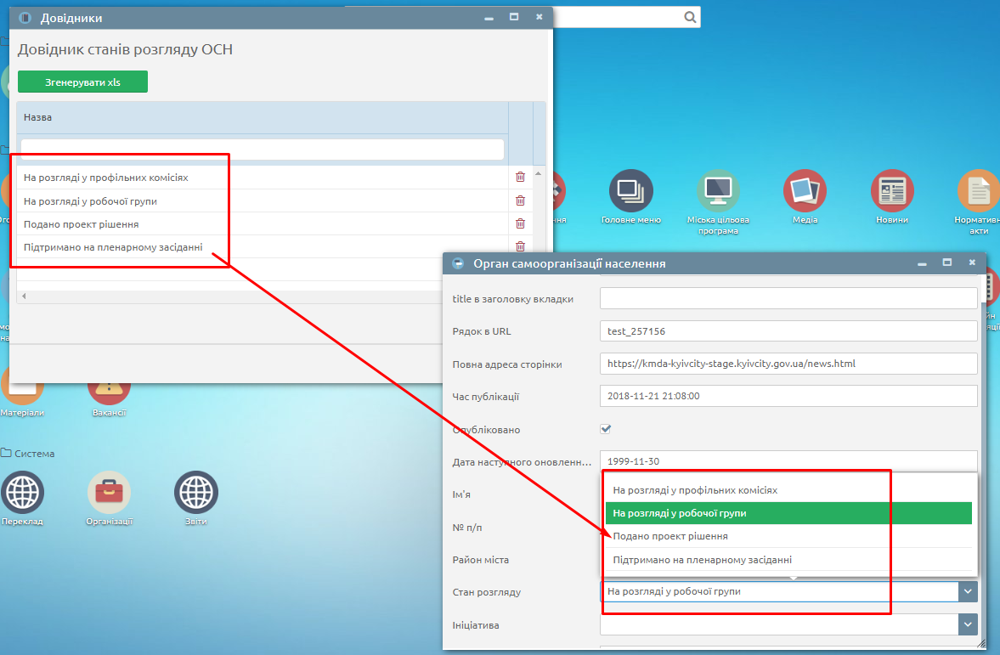 Довідники
Довідник станів розгляду ОСН
Згенерувати xls
Назва
На розгляді у профільних комісіях
На розгляді у робочої групи
Подано проект рішення
Підтримано на пленарному засіданні
Головне меню
Міська цільова
програма
Медіа
Новини
Нормативн
акти
Матеріали
Вакансії
Система
Переклад
Організації
Звіти
Орган самоорганізації населення
title в заголовку вкладки
Рядок в URL
test_257156
Повна адреса сторінки
https://kmda-kyivcity-stage.kyivcity.gov.ua/news.html
Час публікації
2018-11-21 21:08:00
Опубліковано
Дата наступного оновленн...
1999-11-30
Ім'я
На розгляді у профільних комісіях
На розгляді у робочої групи
№ п/п
Подано проект рішення
Район міста
Підтримано на пленарному засіданні
Стан розгляду
На розгляді у робочої групи
Ініціатива